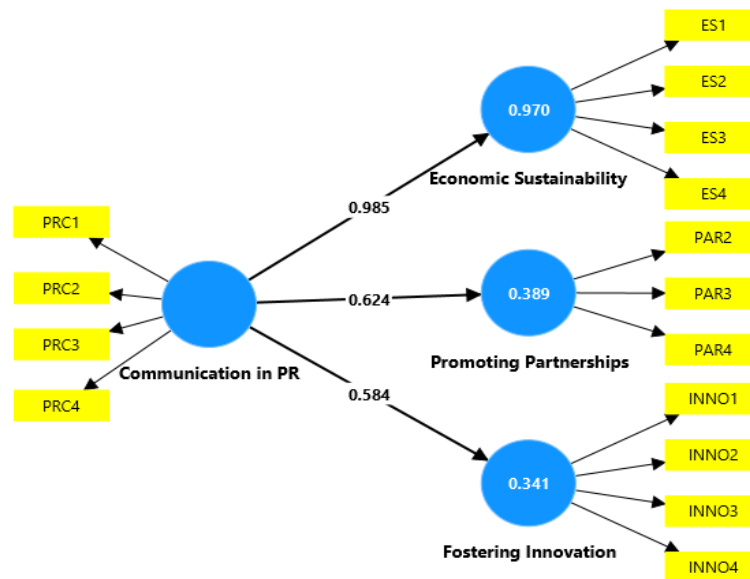 ES1
ES2
0.970
ES3
Economic Sustainability
ES4
0.985
PRC1
PAR2
PRC2
0.624
0.389
PAR3
PRC3
Communication in PR
Promoting Partnerships
PAR4
PRC4
0.584
INNO1
INNO2
0.341
INNO3
Fostering Innovation
INNO4